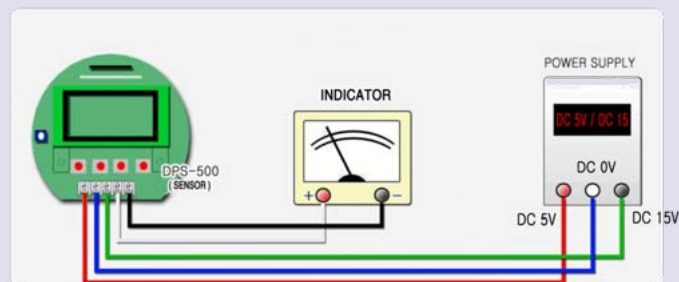 POWER SUPPLY
INDICATOR
DC 5V / DC 15
DPS-500
( SENSOR )
DC 0V
+
-
DC 5V
DC 15V